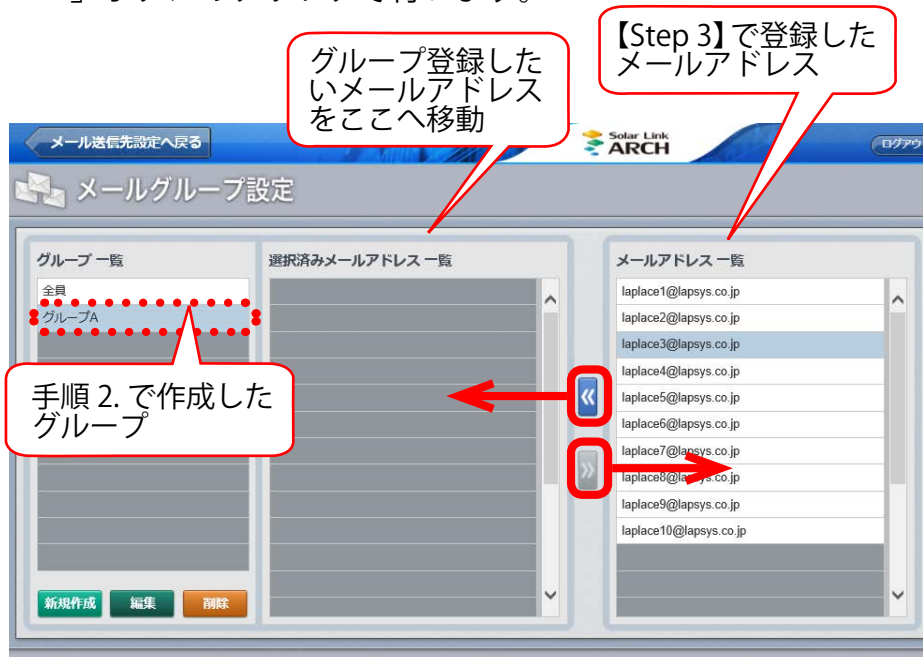 グループ登録した
いメールアドレス
をここへ移動
【Step 3】で登録した
メールアドレス
メール送信先設定へ戻る
Solar Link
ARCH
メールグループ設定
グループ 一覧
選択済みメールアドレス 一覧
メールアドレス 一覧
全員
グループA
手順 2. で作成した
グループ
laplace1@lapsys.co.jp
laplace2@lapsys.co.jp
laplace3@lapsys.co.jp
laplace4@lapsys.co.jp
laplace5@lapsys.co.jp
laplace6@lapsys.co.jp
laplace7@lapsys.co.jp
laplace8@lapsys.co.jp
laplace9@lapsys.co.jp
laplace10@lapsys.co.jp
新規作成
編集
削除